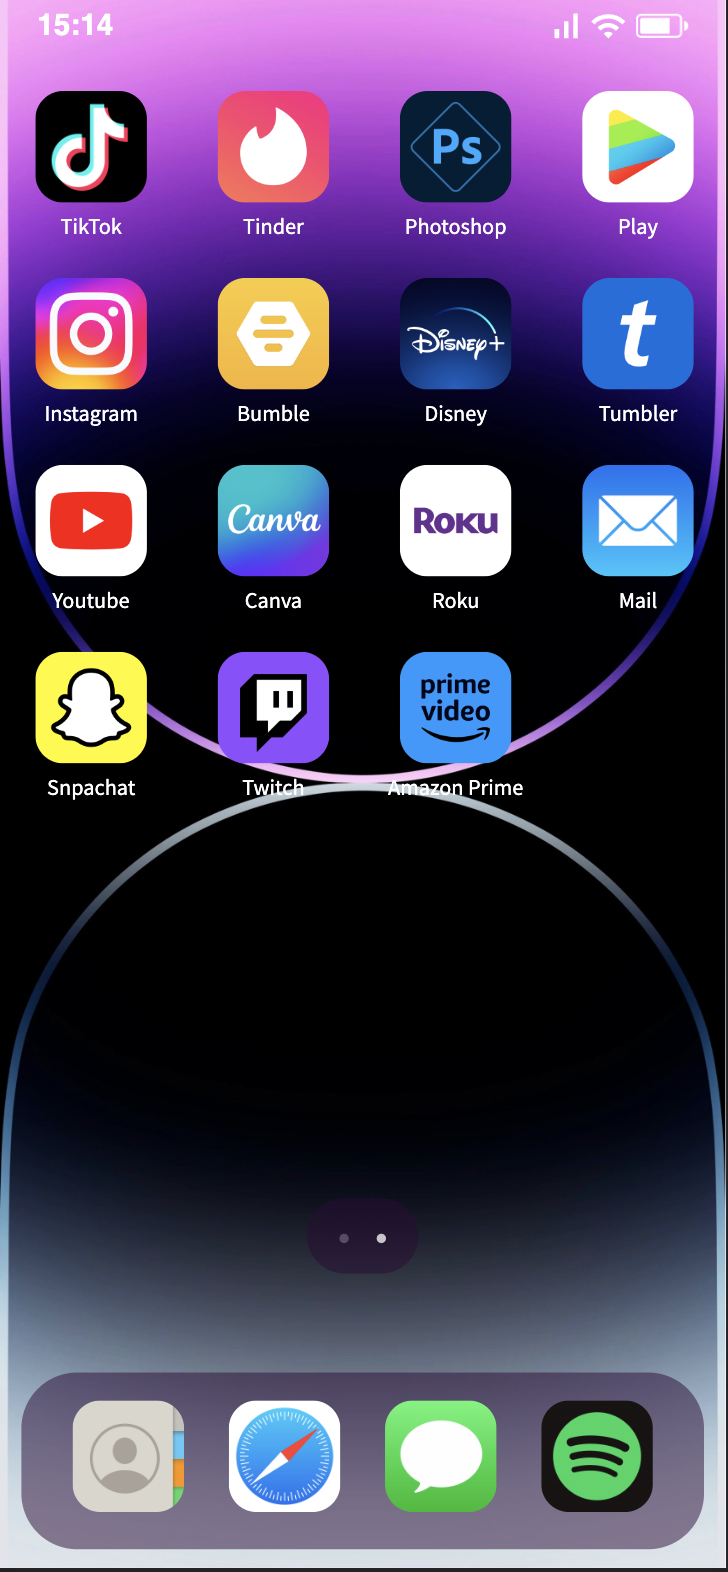 15:14
TikTok
Tinder
Ps
Photoshop
Play
Instagram
Bumble
Disney+
Disney
t
Tumbler
Youtube
Canva
Canva
Roku
Roku
Mail
Snpachat
Twitch
prime
video
Amazon Prime